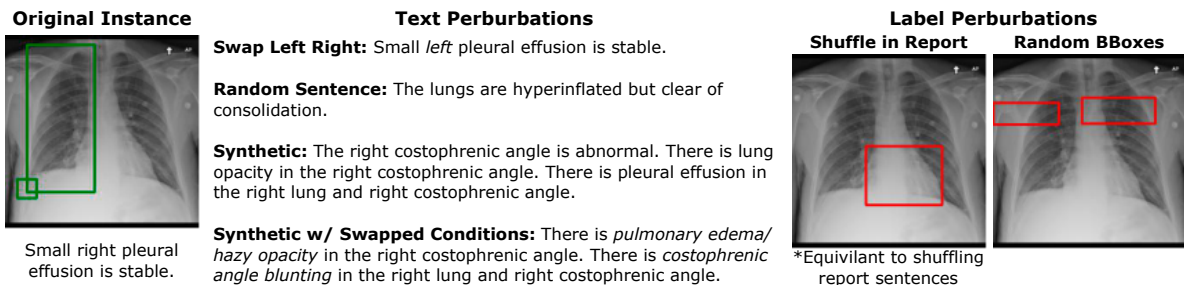 Original Instance
Small right pleural
effusion is stable.
Text Perburbations
Swap Left Right: Small left pleural effusion is stable.
Random Sentence: The lungs are hyperinflated but clear of
consolidation.
Synthetic: The right costophrenic angle is abnormal. There is lung
opacity in the right costophrenic angle. There is pleural effusion in
the right lung and right costophrenic angle.
Synthetic w/ Swapped Conditions: There is pulmonary edema/
hazy opacity in the right costophrenic angle. There is costophrenic
angle blunting in the right lung and right costophrenic angle.
Label Perburbations
Shuffle in Report
*Equivilant to shuffling
report sentences
Random BBoxes